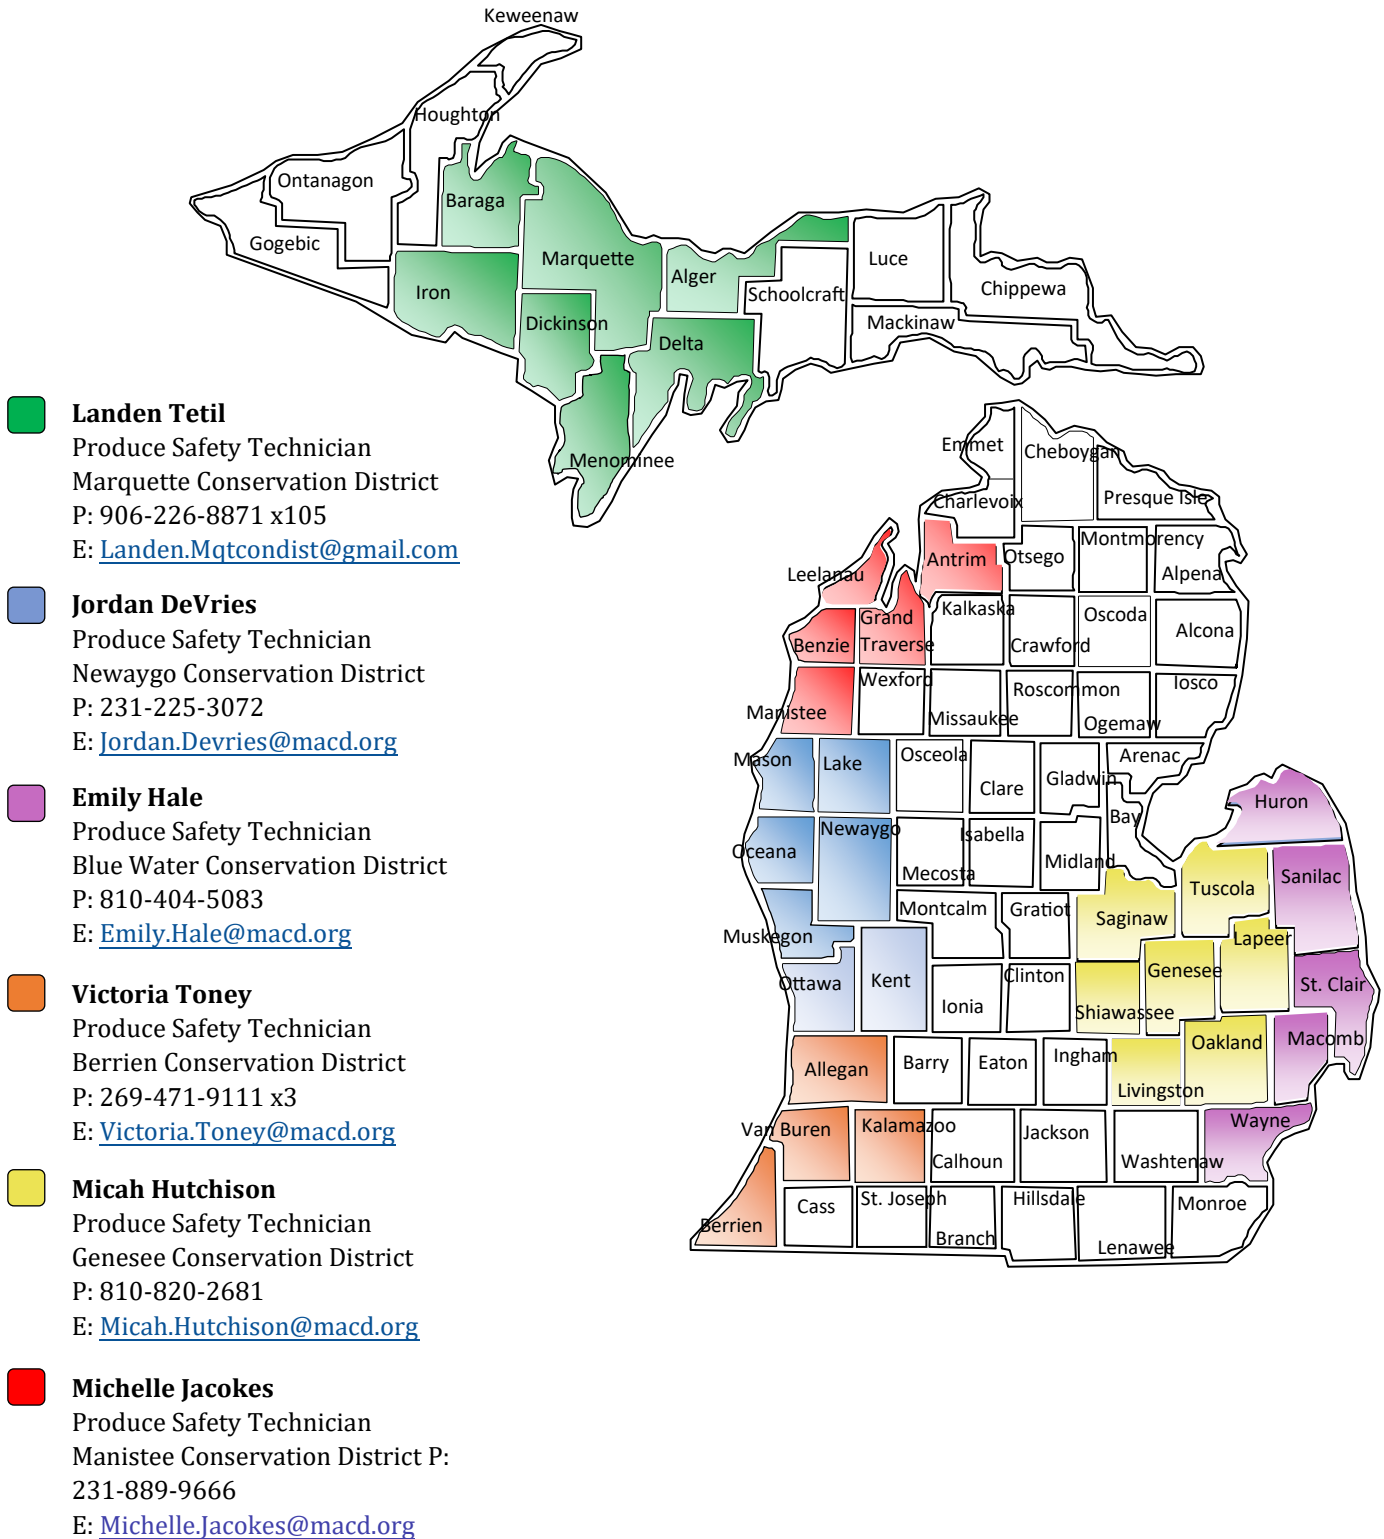 Keweenaw
Houghton
Ontanagon
Baraga
Gogebic
Marquette
Alger
Luce
Iron
Schoolcraft
Chippewa
Dickinson
Mackinaw
Delta
Menominee
Landen Tetil
Produce Safety Technician
Marquette Conservation District
P: 906-226-8871 x105
E: Landen.Mqtcondist@gmail.com
Jordan DeVries
Produce Safety Technician
Newaygo Conservation District
P: 231-225-3072
E: Jordan.Devries@macd.org
Emily Hale
Produce Safety Technician
Blue Water Conservation District
P: 810-404-5083
E: Emily.Hale@macd.org
Victoria Toney
Produce Safety Technician
Berrien Conservation District
P: 269-471-9111 x3
E: Victoria.Toney@macd.org
Micah Hutchison
Produce Safety Technician
Genesee Conservation District
P: 810-820-2681
E: Micah.Hutchison@macd.org
Michelle Jacokes
Produce Safety Technician
Manistee Conservation District P:
231-889-9666
E: Michelle.Jacokes@macd.org
Emmet
Cheboygan
Charlevoix
Presque Isle
Leelanau
Antrim
Otsego
Montmorency
Alpena
Benzie
Grand
Traverse
Kalkaska
Crawford
Oscoda
Alcona
Manistee
Wexford
Missaukee
Roscommon
Ogemaw
Iosco
Mason
Lake
Osceola
Clare
Gladwin
Arenac
Oceana
Newaygo
Mecosta
Isabella
Midland
Bay
Huron
Muskegon
Montcalm
Gratiot
Saginaw
Tuscola
Sanilac
Ottawa
Kent
Ionia
Clinton
Shiawassee
Genesee
Lapeer
St. Clair
Allegan
Barry
Eaton
Ingham
Livingston
Oakland
Macomb
Van Buren
Kalamazoo
Calhoun
Jackson
Washtenaw
Wayne
Berrien
Cass
St. Joseph
Branch
Hillsdale
Lenawee
Monroe